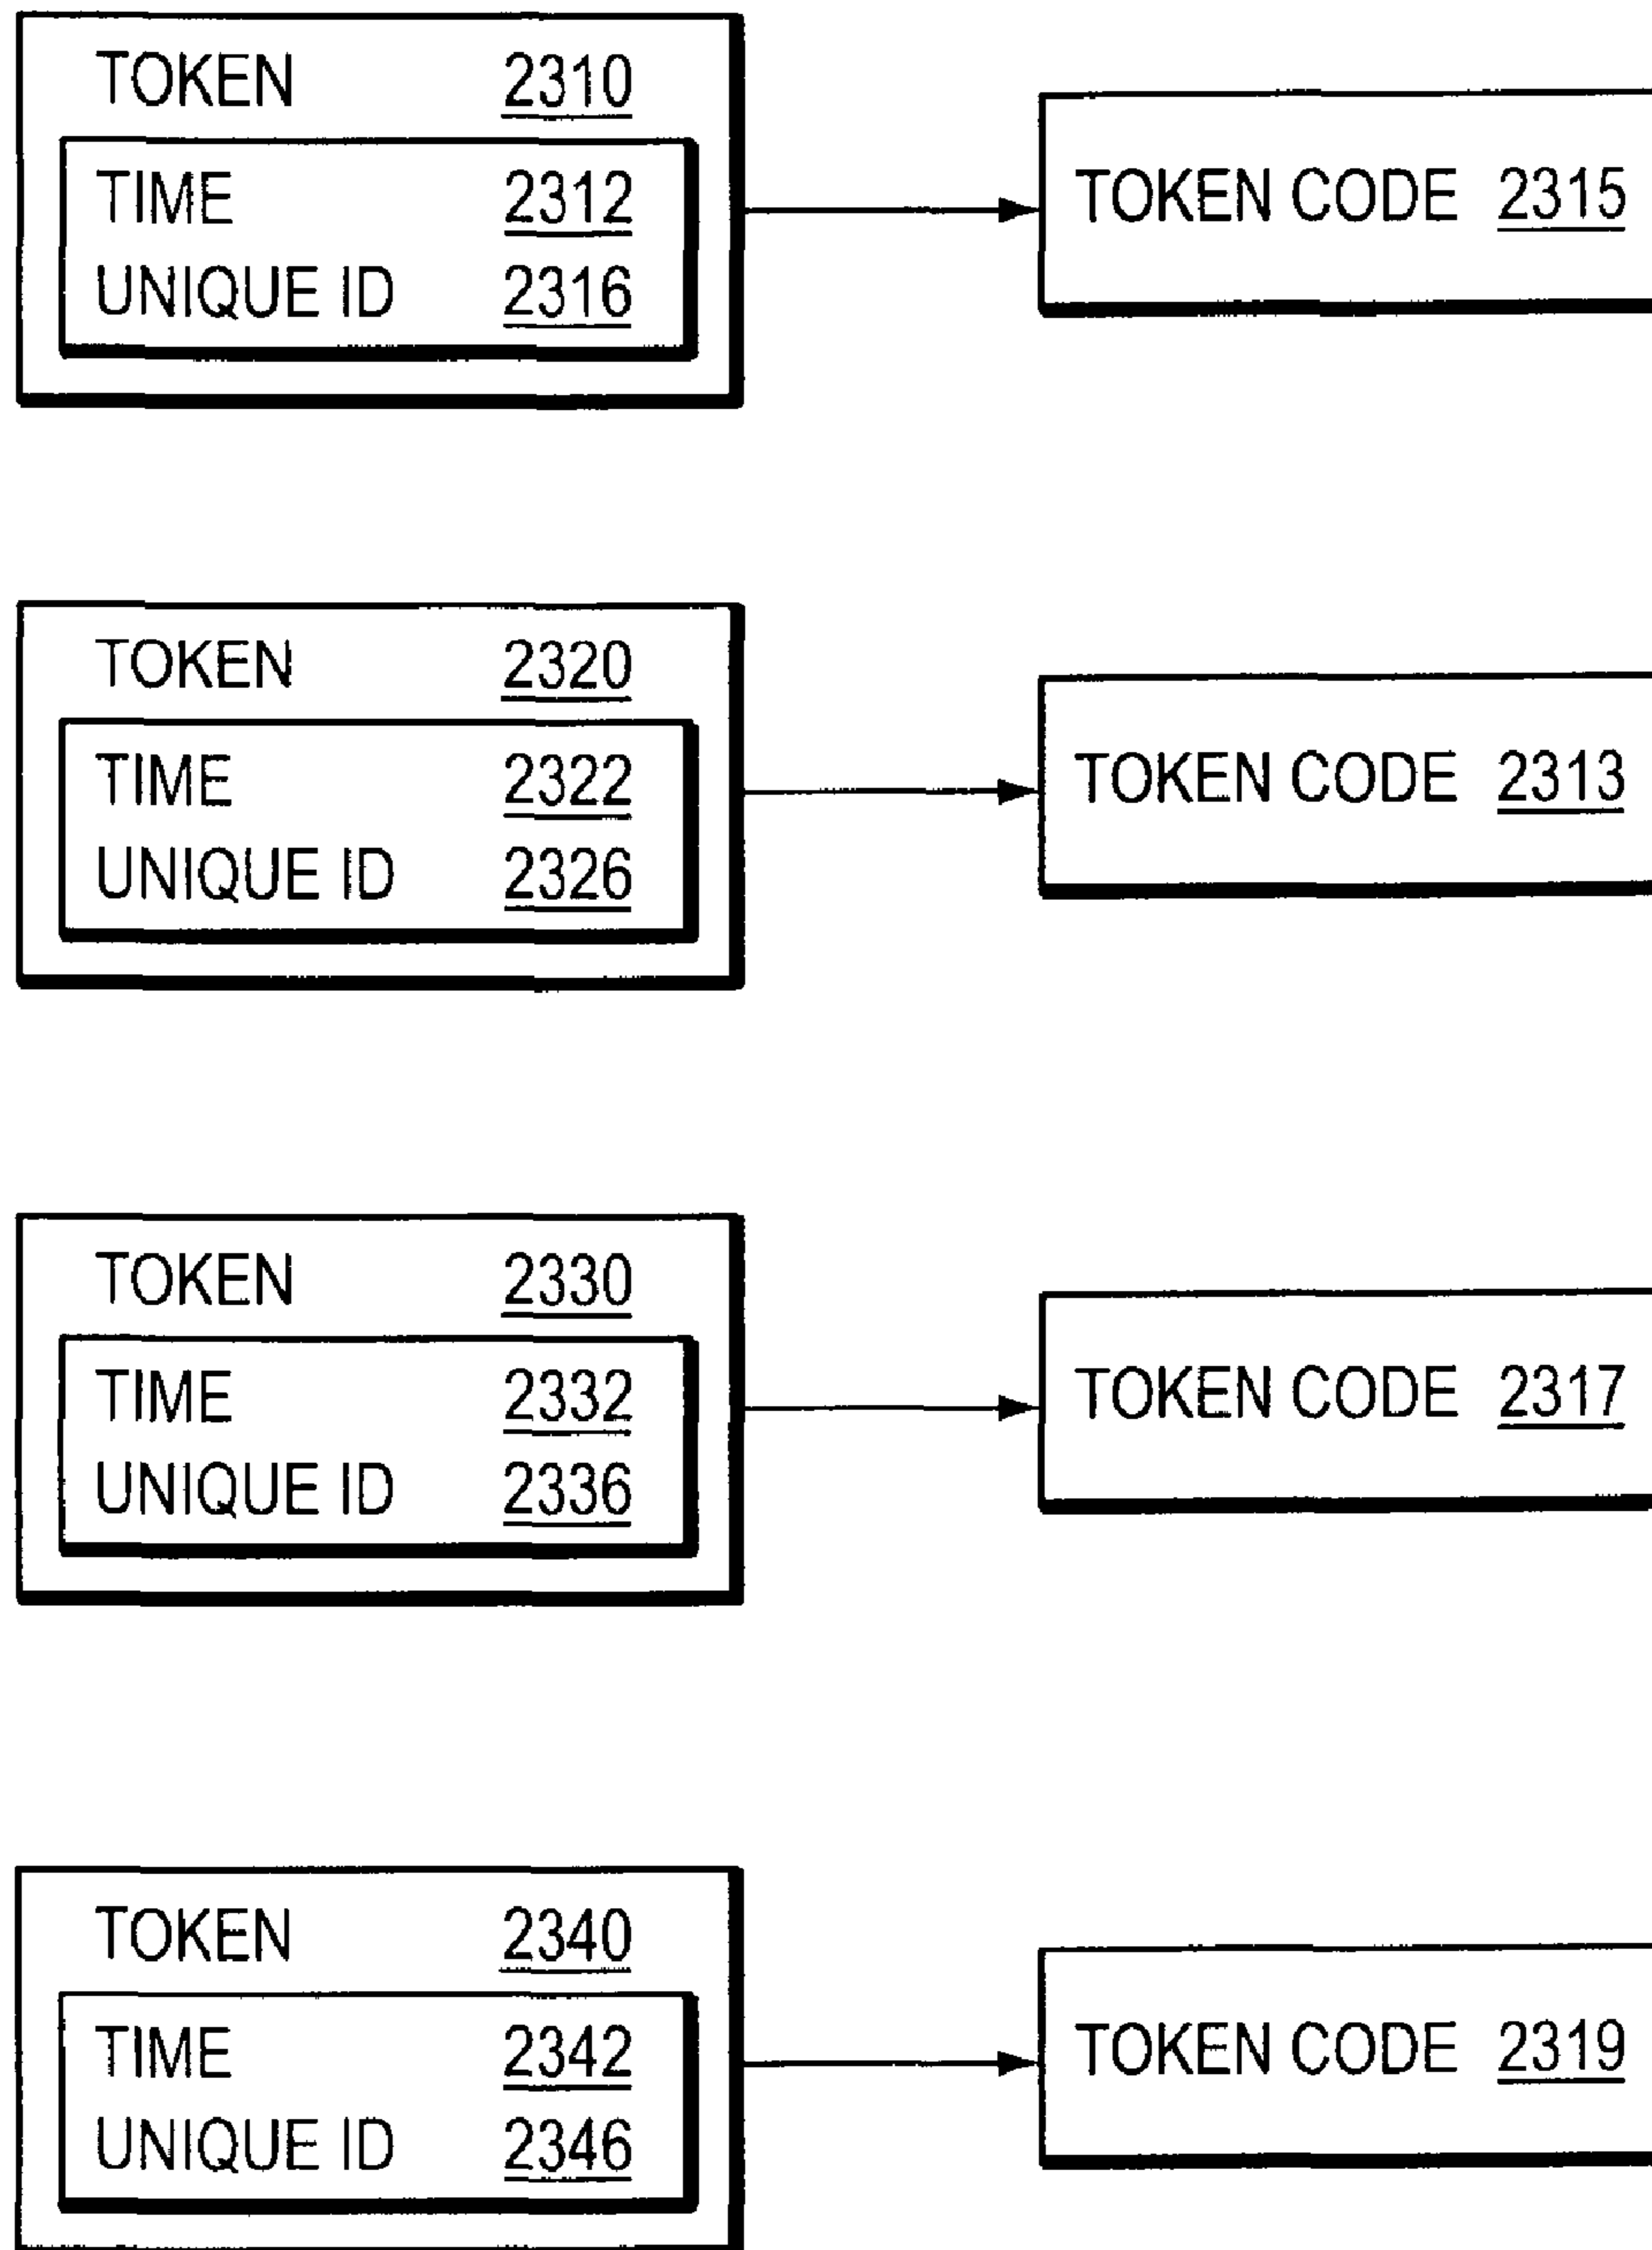 TOKEN 2310
TIME 2312
UNIQUE ID 2316
TOKEN CODE 2315
TOKEN 2320
TIME 2322
UNIQUE ID 2326
TOKEN CODE 2313
TOKEN 2330
TIME 2332
UNIQUE ID 2336
TOKEN CODE 2317
TOKEN 2340
TIME 2342
UNIQUE ID 2346
TOKEN CODE 2319